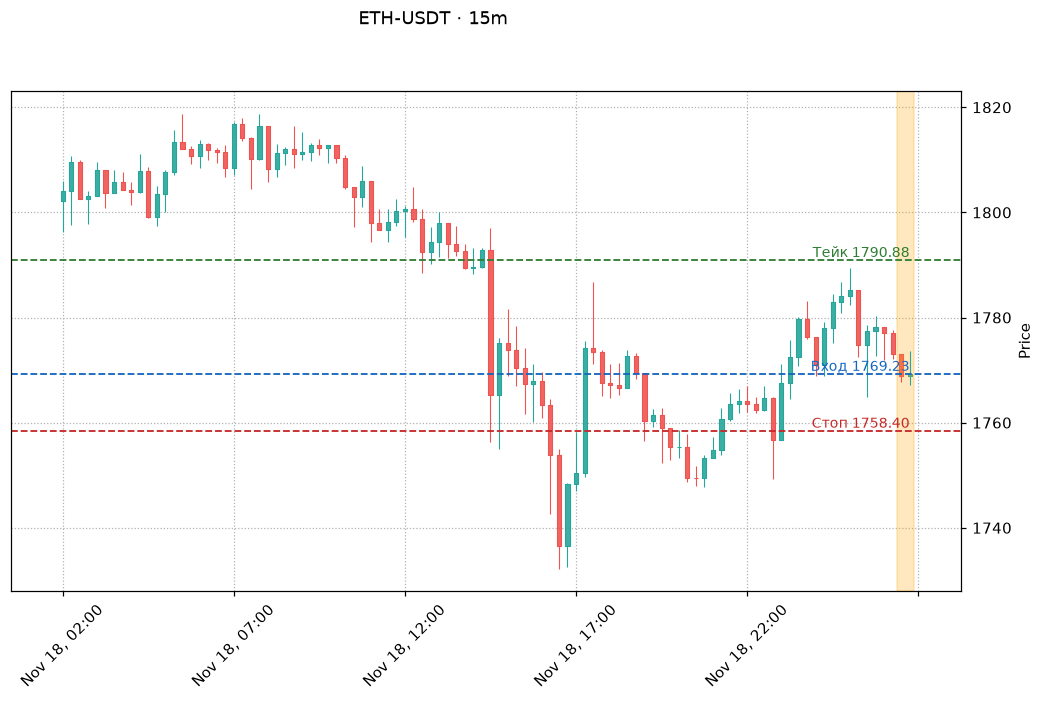 ETH-USDT · 15m
1820
1800
Тейк 1790.88
1780
Вход 1769.23
1760
Стоп 1758.40
1740
Price
Nov 18, 02:00
Nov 18, 07:00
Nov 18, 12:00
Nov 18, 17:00
Nov 18, 22:00